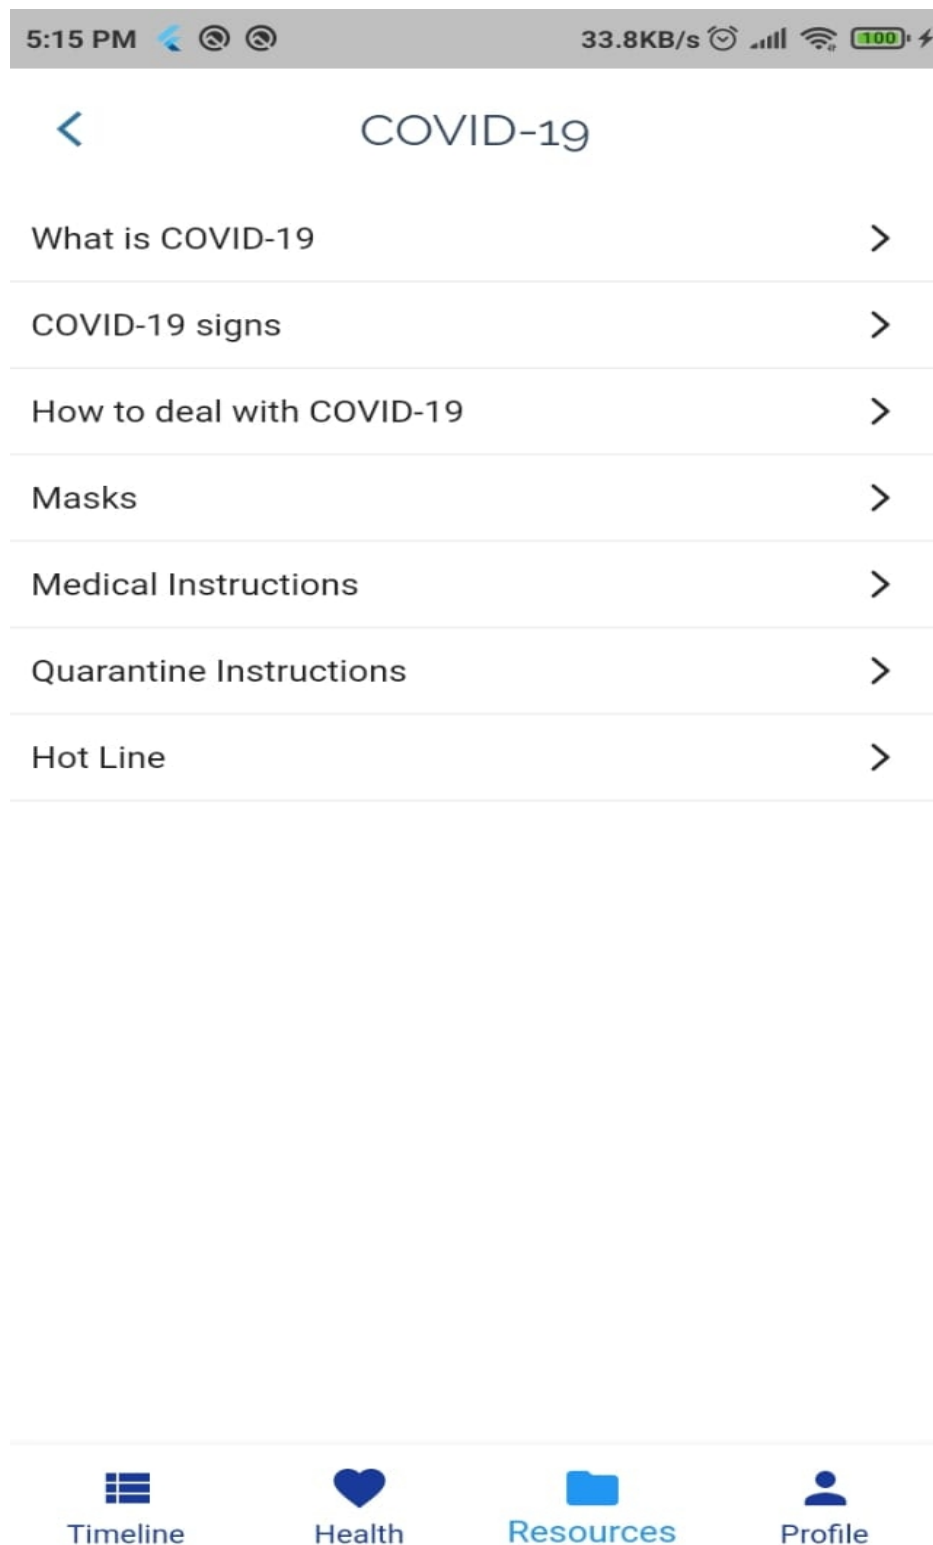 5:15 PM 33.8KB/s 100
COVID-19
What is COVID-19
COVID-19 signs
How to deal with COVID-19
Masks
Medical Instructions
Quarantine Instructions
Hot Line
Timeline Health Resources Profile